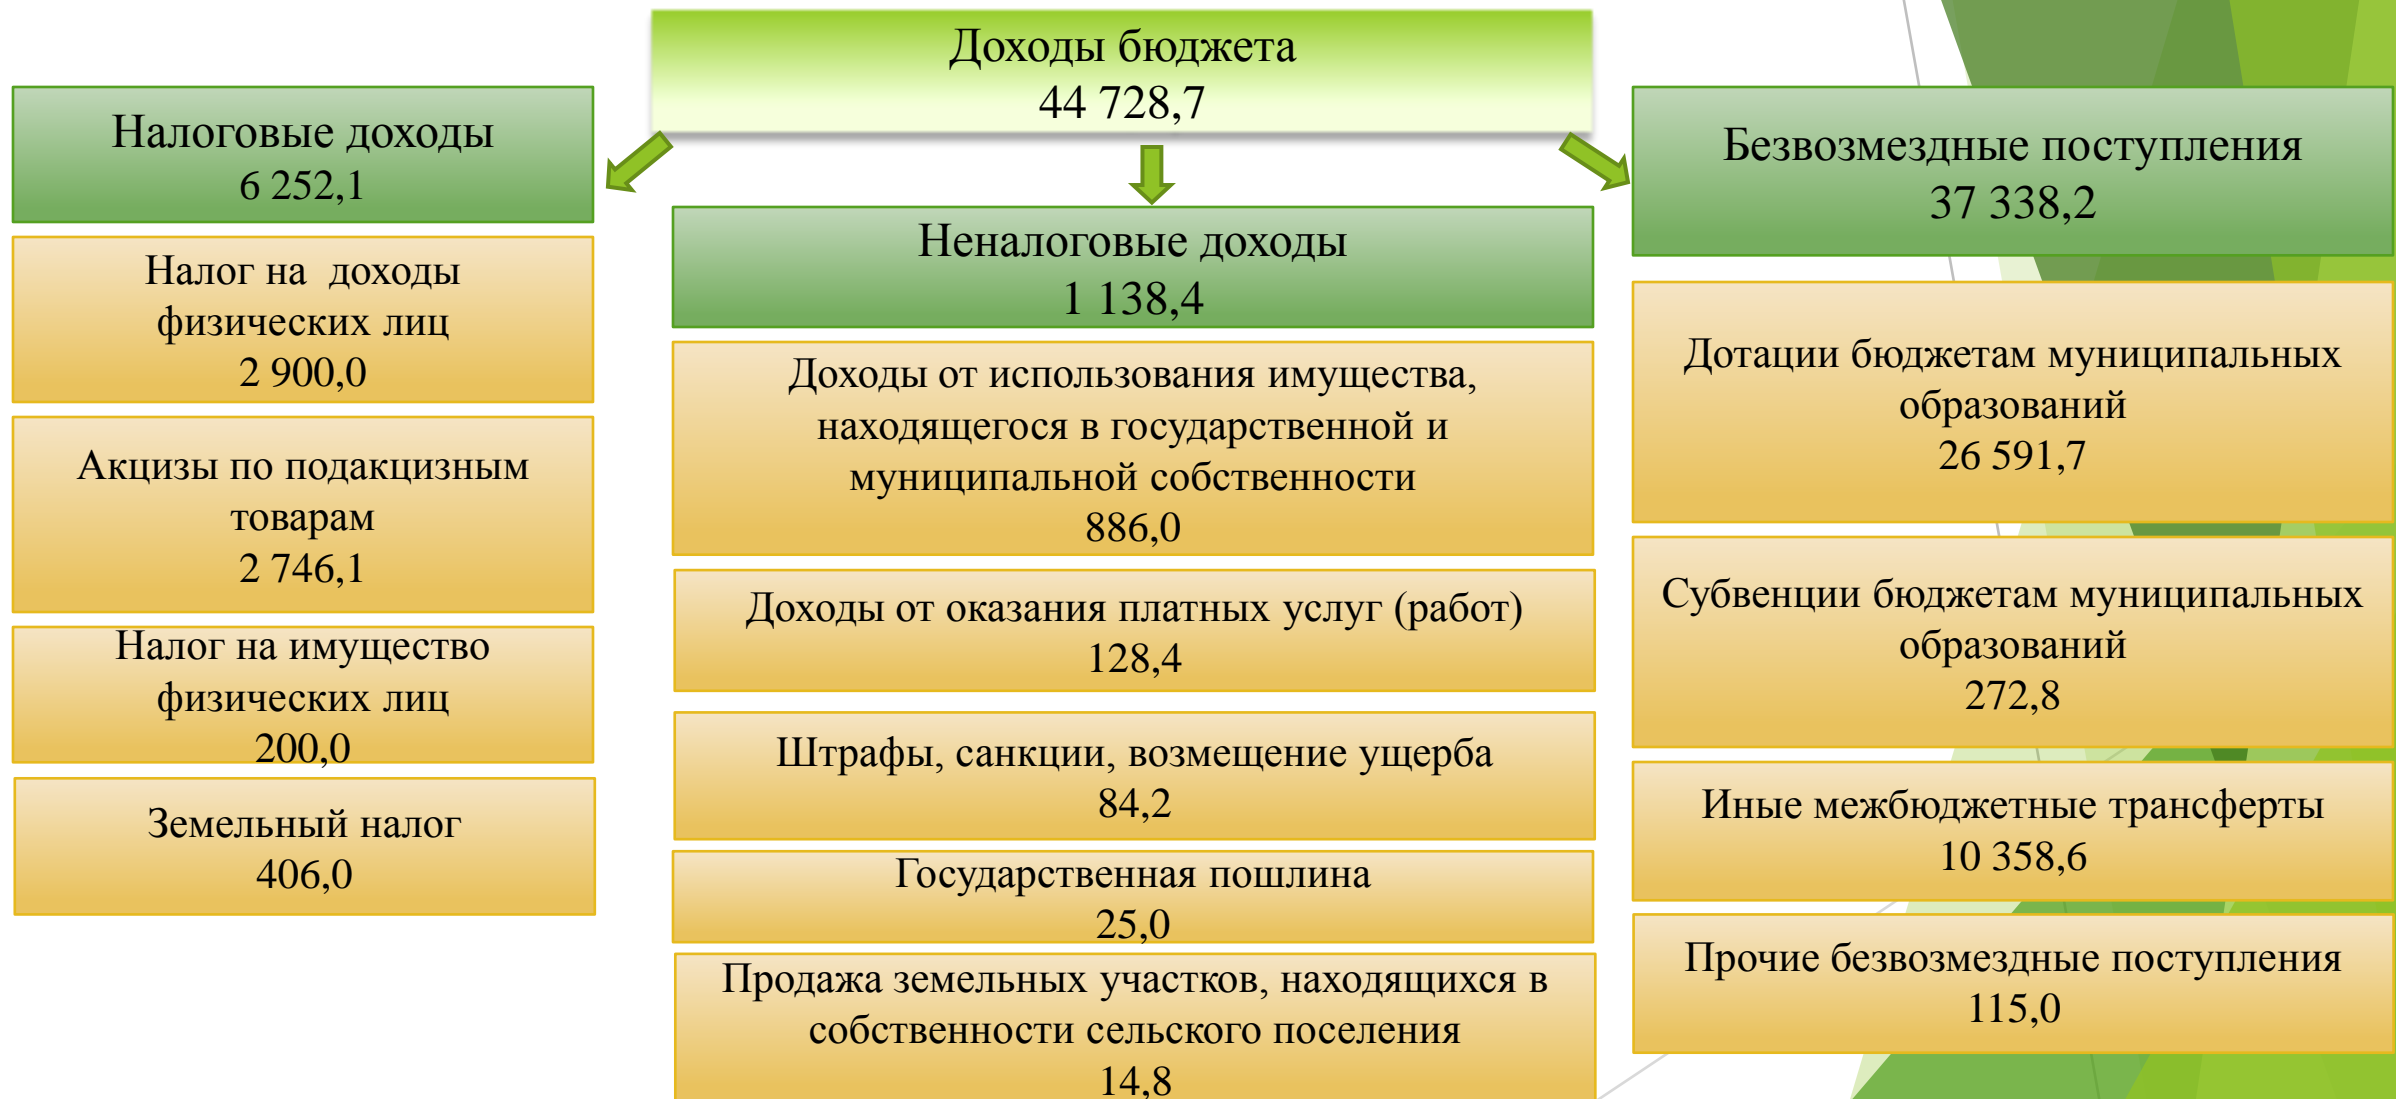 Доходы бюджета
44 728,7
Налоговые доходы
6 252,1
Налог на доходы
физических лиц
2 900,0
Акцизы по подакцизным
товарам
2 746,1
Налог на имущество
физических лиц
200,0
Земельный налог
406,0
Неналоговые доходы
1 138,4
Доходы от использования имущества,
находящегося в государственной и
муниципальной собственности
886,0
Доходы от оказания платных услуг (работ)
128,4
Штрафы, санкции, возмещение ущерба
84,2
Государственная пошлина
25,0
Продажа земельных участков, находящихся в
собственности сельского поселения
14,8
Безвозмездные поступления
37 338,2
Дотации бюджетам муниципальных
образований
26 591,7
Субвенции бюджетам муниципальных
образований
272,8
Иные межбюджетные трансферты
10 358,6
Прочие безвозмездные поступления
115,0